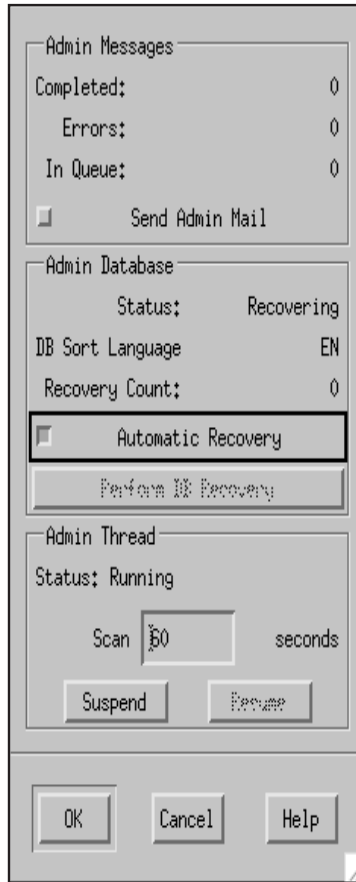 Admin Messages
Completed: 0
Errors: 0
In Queue: 0
Send Admin Mail
Admin Database
Status: Recovering
DB Sort Language EN
Recovery Count: 0
Automatic Recovery
Perform DB Recovery
Admin Thread
Status: Running
Scan 60 seconds
Suspend Resume
OK Cancel Help